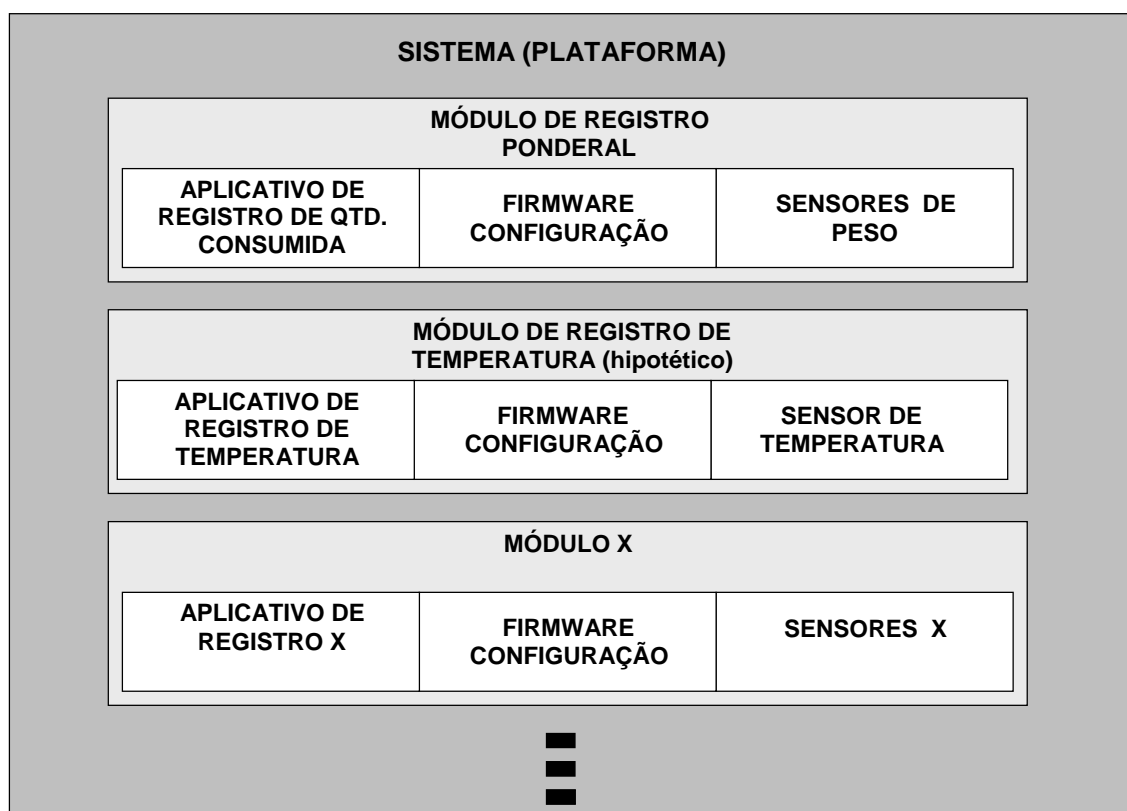 SISTEMA (PLATAFORMA)
MÓDULO DE REGISTRO
PONDERAL
APLICATIVO DE
REGISTRO DE QTD.
CONSUMIDA
FIRMWARE
CONFIGURAÇÃO
SENSORES DE
PESO
MÓDULO DE REGISTRO DE
TEMPERATURA (hipotético)
APLICATIVO DE
REGISTRO DE
TEMPERATURA
FIRMWARE
CONFIGURAÇÃO
SENSOR DE
TEMPERATURA
MÓDULO X
APLICATIVO DE
REGISTRO X
FIRMWARE
CONFIGURAÇÃO
SENSORES X